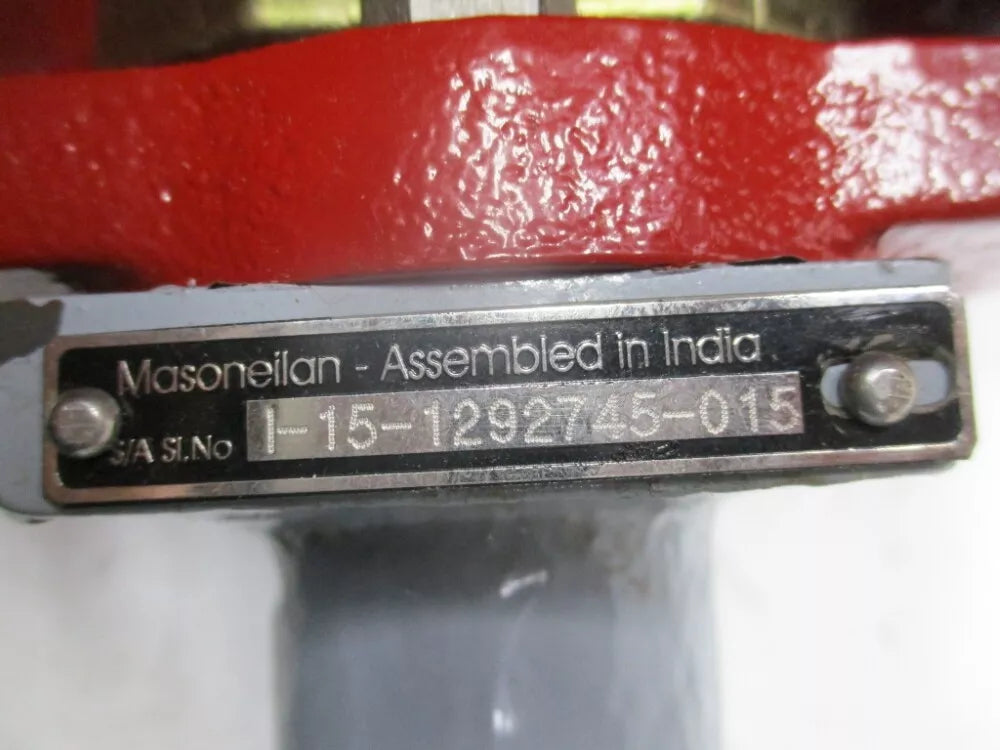 Masoneilan - Assembled in India
S/A Sl.No I-15-1292745-015